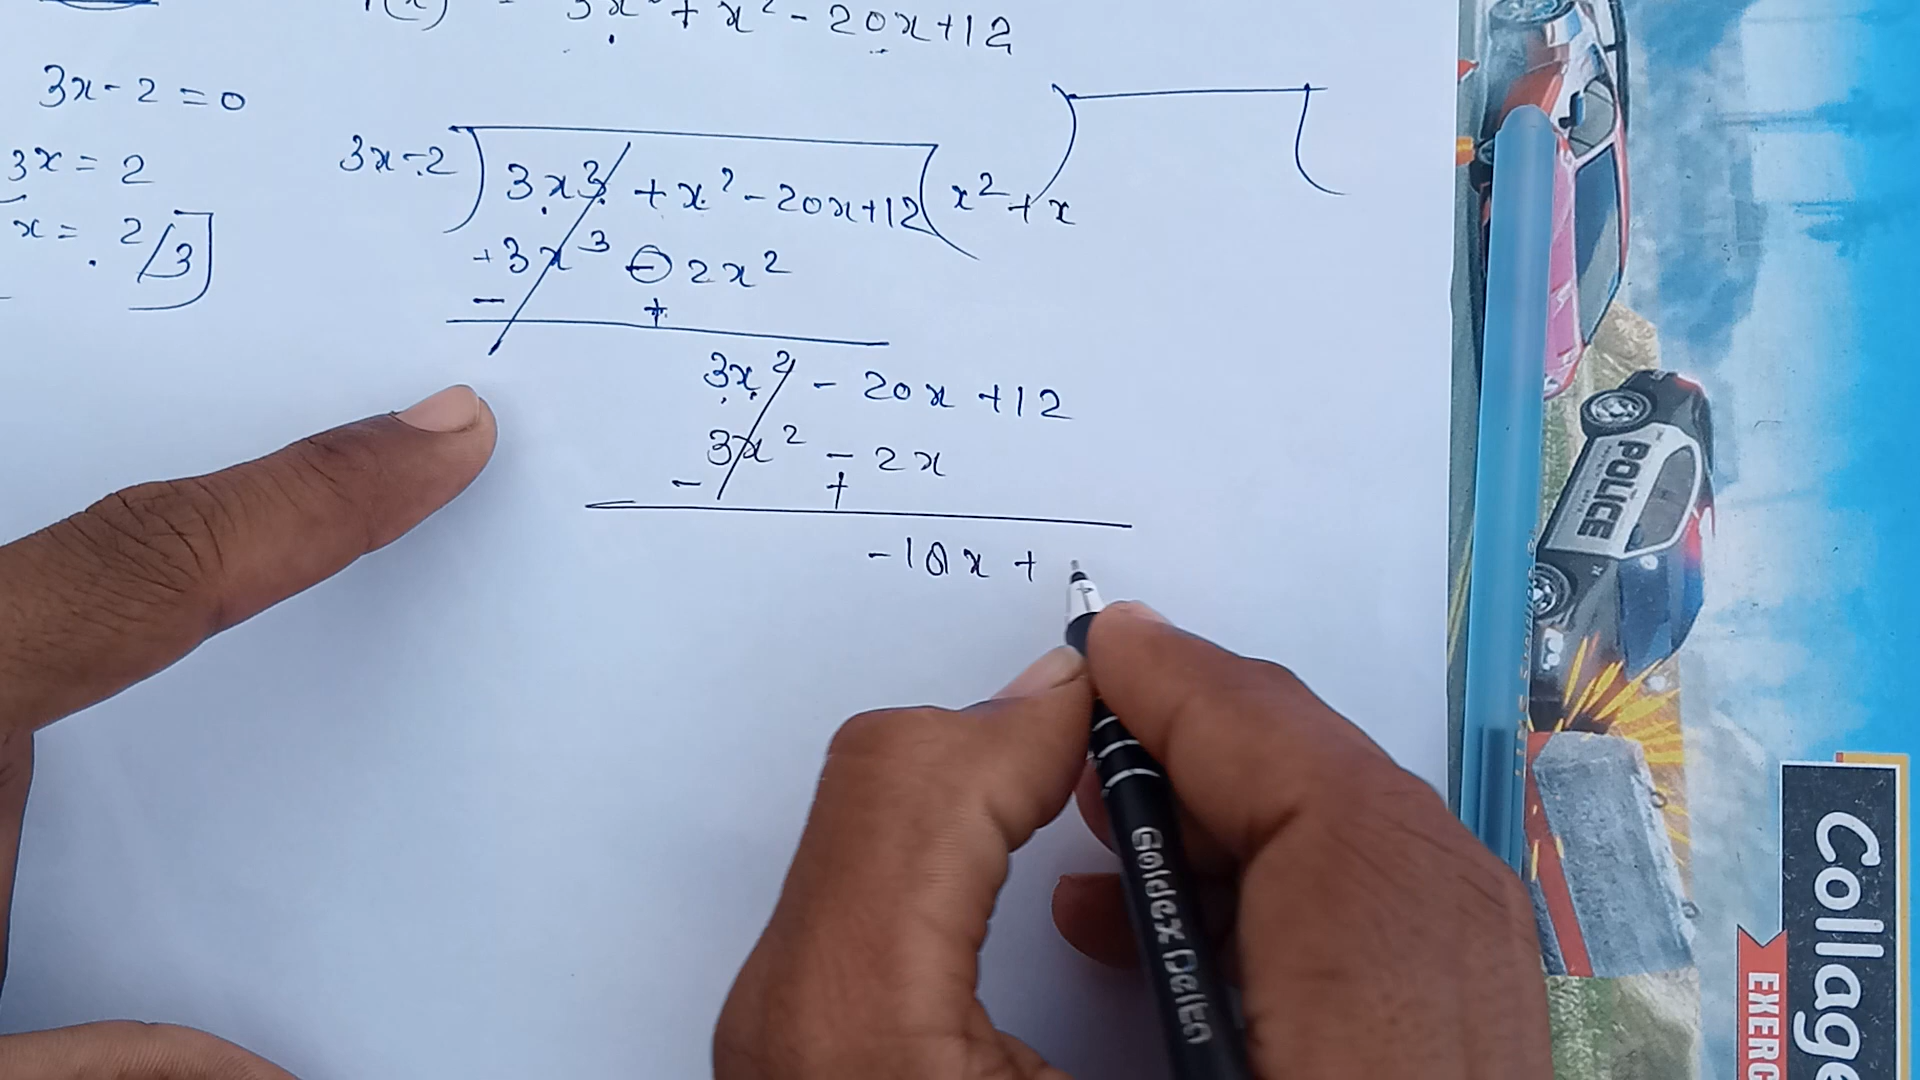 (x) = 3x³ + x² - 20x + 12
3x - 2 = 0
3x = 2
x = 2/3
3x - 2 ) 3x³ + x² - 20x + 12 ( x² + x
+3x³ - 2x²
- +
3x² - 20x + 12
3x² - 2x
- +
-18x +
POLICE
Goldex
Collage
EXERC